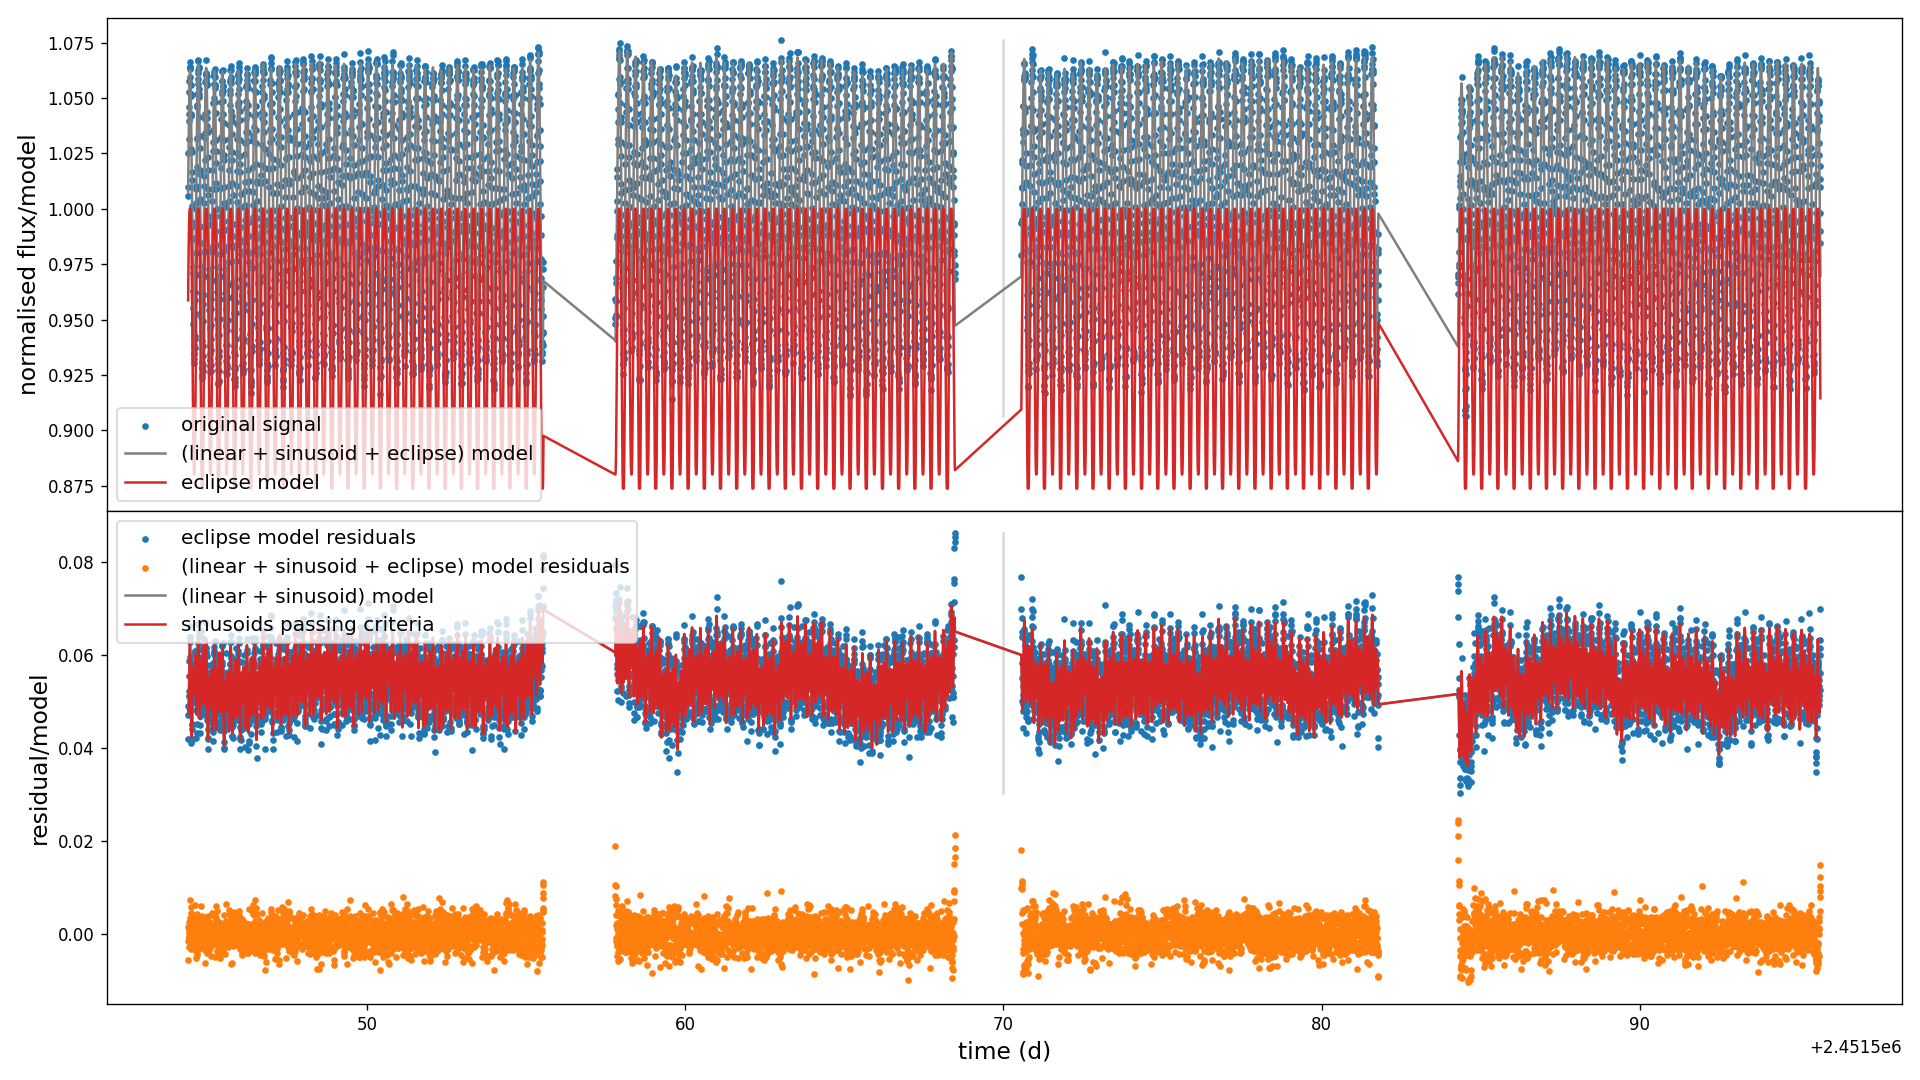 1.075
1.050
1.025
1.000
0.975
0.950
0.925
0.900
0.875
normalised flux/model
original signal
(linear + sinusoid + eclipse) model
eclipse model
0.08
0.06
0.04
0.02
0.00
residual/model
eclipse model residuals
(linear + sinusoid + eclipse) model residuals
(linear + sinusoid) model
sinusoids passing criteria
50 60 70 80 90
time (d)
+2.4515e6